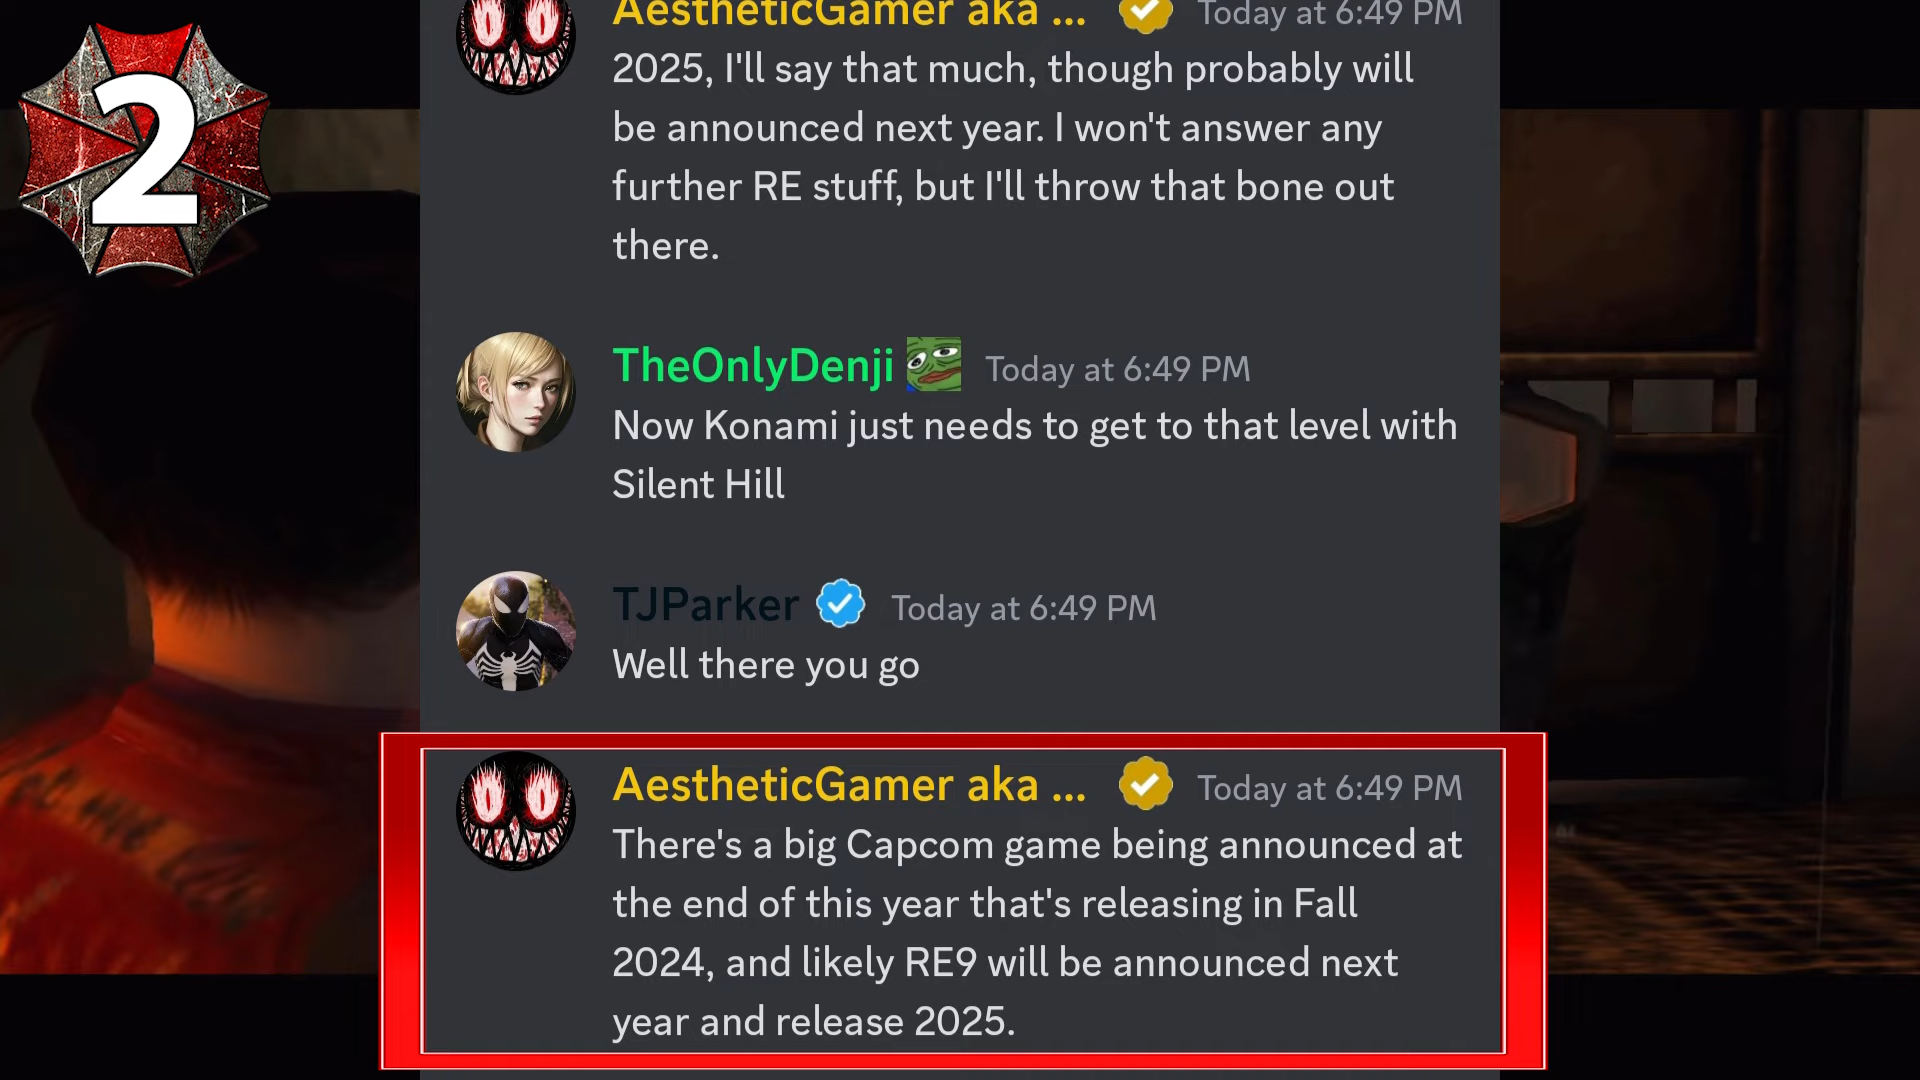 2
AestheticGamer aka ... Today at 6:49 PM
2025, I'll say that much, though probably will
be announced next year. I won't answer any
further RE stuff, but I'll throw that bone out
there.
TheOnlyDenji Today at 6:49 PM
Now Konami just needs to get to that level with
Silent Hill
TJParker Today at 6:49 PM
Well there you go
AestheticGamer aka ... Today at 6:49 PM
There's a big Capcom game being announced at
the end of this year that's releasing in Fall
2024, and likely RE9 will be announced next
year and release 2025.